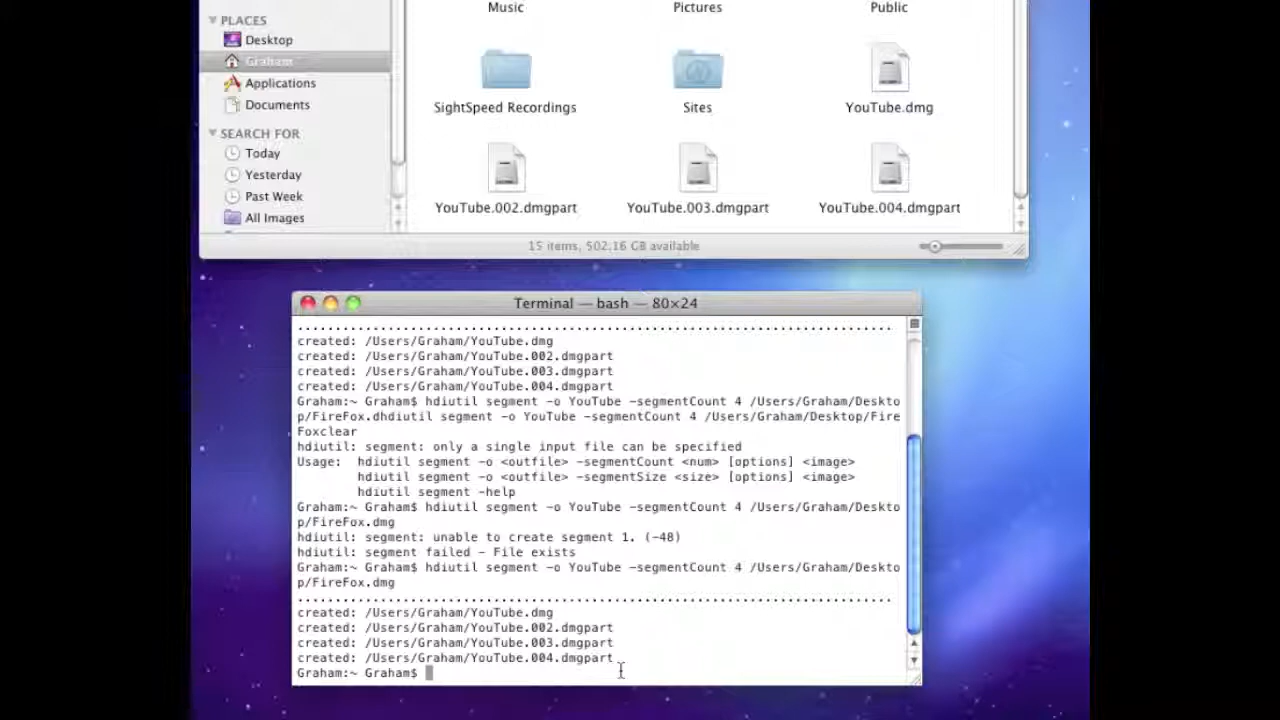 Music Pictures Public
PLACES
Desktop
Graham
Applications
Documents
SEARCH FOR
Today
Yesterday
Past Week
All Images
SightSpeed Recordings Sites YouTube.dmg
YouTube.002.dmgpart YouTube.003.dmgpart YouTube.004.dmgpart
15 items, 502.16 GB available
Terminal — bash — 80×24
................................................................................
created: /Users/Graham/YouTube.dmg
created: /Users/Graham/YouTube.002.dmgpart
created: /Users/Graham/YouTube.003.dmgpart
created: /Users/Graham/YouTube.004.dmgpart
Graham:~ Graham$ hdiutil segment -o YouTube -segmentCount 4 /Users/Graham/Deskto
p/FireFox.dhdiutil segment -o YouTube -segmentCount 4 /Users/Graham/Desktop/Fire
Foxclear
hdiutil: segment: only a single input file can be specified
Usage:  hdiutil segment -o <outfile> -segmentCount <num> [options] <image>
        hdiutil segment -o <outfile> -segmentSize <size> [options] <image>
        hdiutil segment -help
Graham:~ Graham$ hdiutil segment -o YouTube -segmentCount 4 /Users/Graham/Deskto
p/FireFox.dmg
hdiutil: segment: unable to create segment 1. (-48)
hdiutil: segment failed - File exists
Graham:~ Graham$ hdiutil segment -o YouTube -segmentCount 4 /Users/Graham/Deskto
p/FireFox.dmg
................................................................................
created: /Users/Graham/YouTube.dmg
created: /Users/Graham/YouTube.002.dmgpart
created: /Users/Graham/YouTube.003.dmgpart
created: /Users/Graham/YouTube.004.dmgpart
Graham:~ Graham$